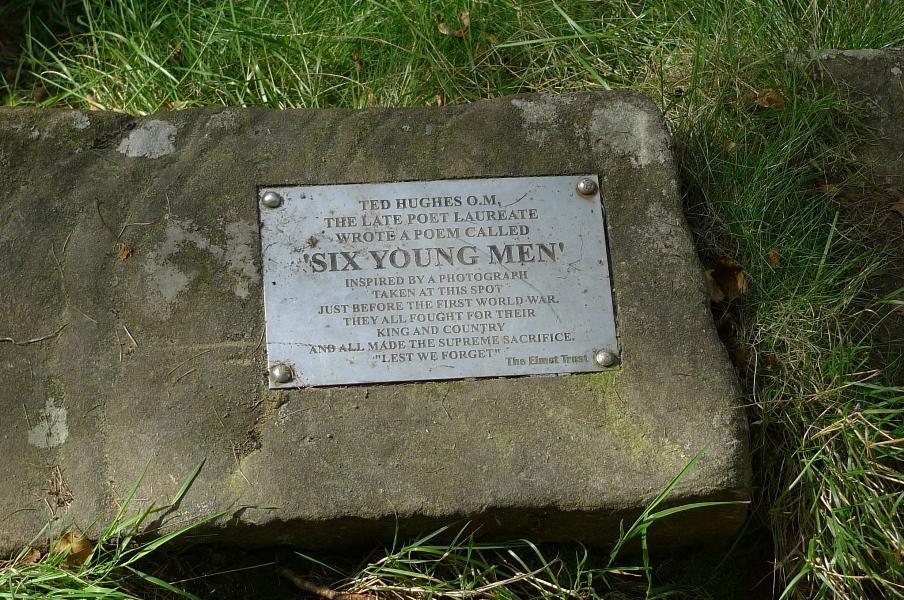 TED HUGHES O.M.
THE LATE POET LAUREATE
WROTE A POEM CALLED
'SIX YOUNG MEN'
INSPIRED BY A PHOTOGRAPH
TAKEN AT THIS SPOT
JUST BEFORE THE FIRST WORLD WAR.
THEY ALL FOUGHT FOR THEIR
KING AND COUNTRY
AND ALL MADE THE SUPREME SACRIFICE.
"LEST WE FORGET"
The Elmet Trust